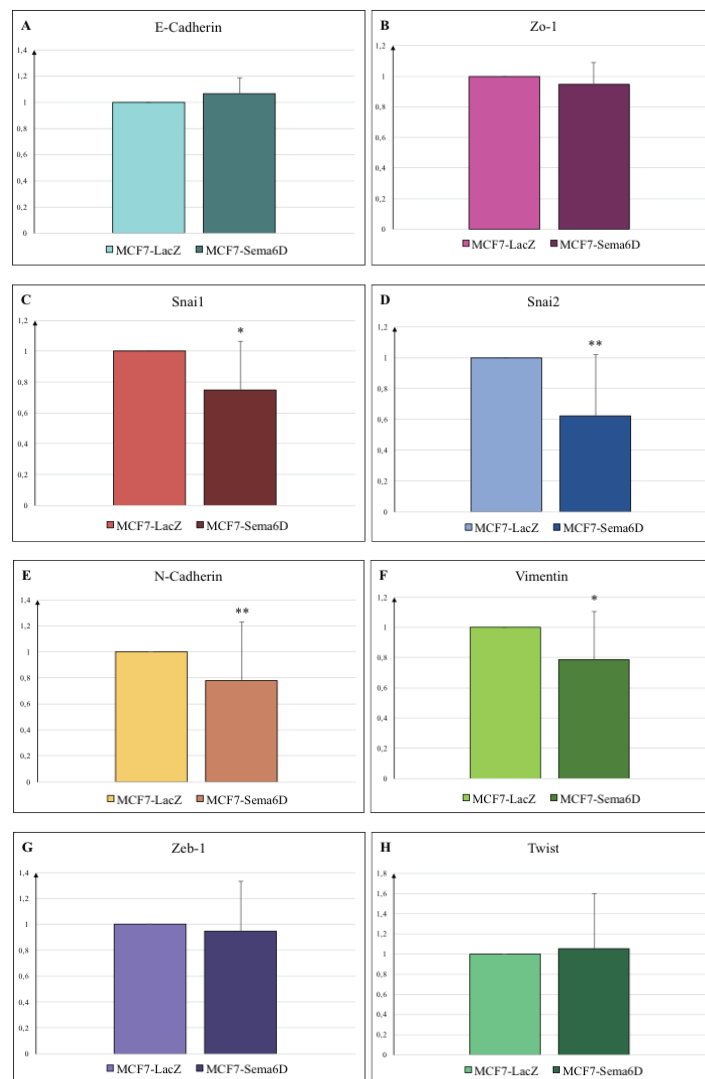 A
E-Cadherin
1,4
1,2
1
0,8
0,6
0,4
0,2
0
MCF7-LacZ MCF7-Sema6D
B
Zo-1
1,2
1
0,8
0,6
0,4
0,2
0
MCF7-LacZ MCF7-Sema6D
C
Snai1
1,2
*
1
0,8
0,6
0,4
0,2
0
MCF7-LacZ MCF7-Sema6D
D
Snai2
1,2
**
1
0,8
0,6
0,4
0,2
0
MCF7-LacZ MCF7-Sema6D
E
N-Cadherin
1,4
**
1,2
1
0,8
0,6
0,4
0,2
0
MCF7-LacZ MCF7-Sema6D
F
Vimentin
1,2
*
1
0,8
0,6
0,4
0,2
0
MCF7-LacZ MCF7-Sema6D
G
Zeb-1
1,4
1,2
1
0,8
0,6
0,4
0,2
0
MCF7-LacZ MCF7-Sema6D
H
Twist
1,8
1,6
1,4
1,2
1
0,8
0,6
0,4
0,2
0
MCF7-LacZ MCF7-Sema6D